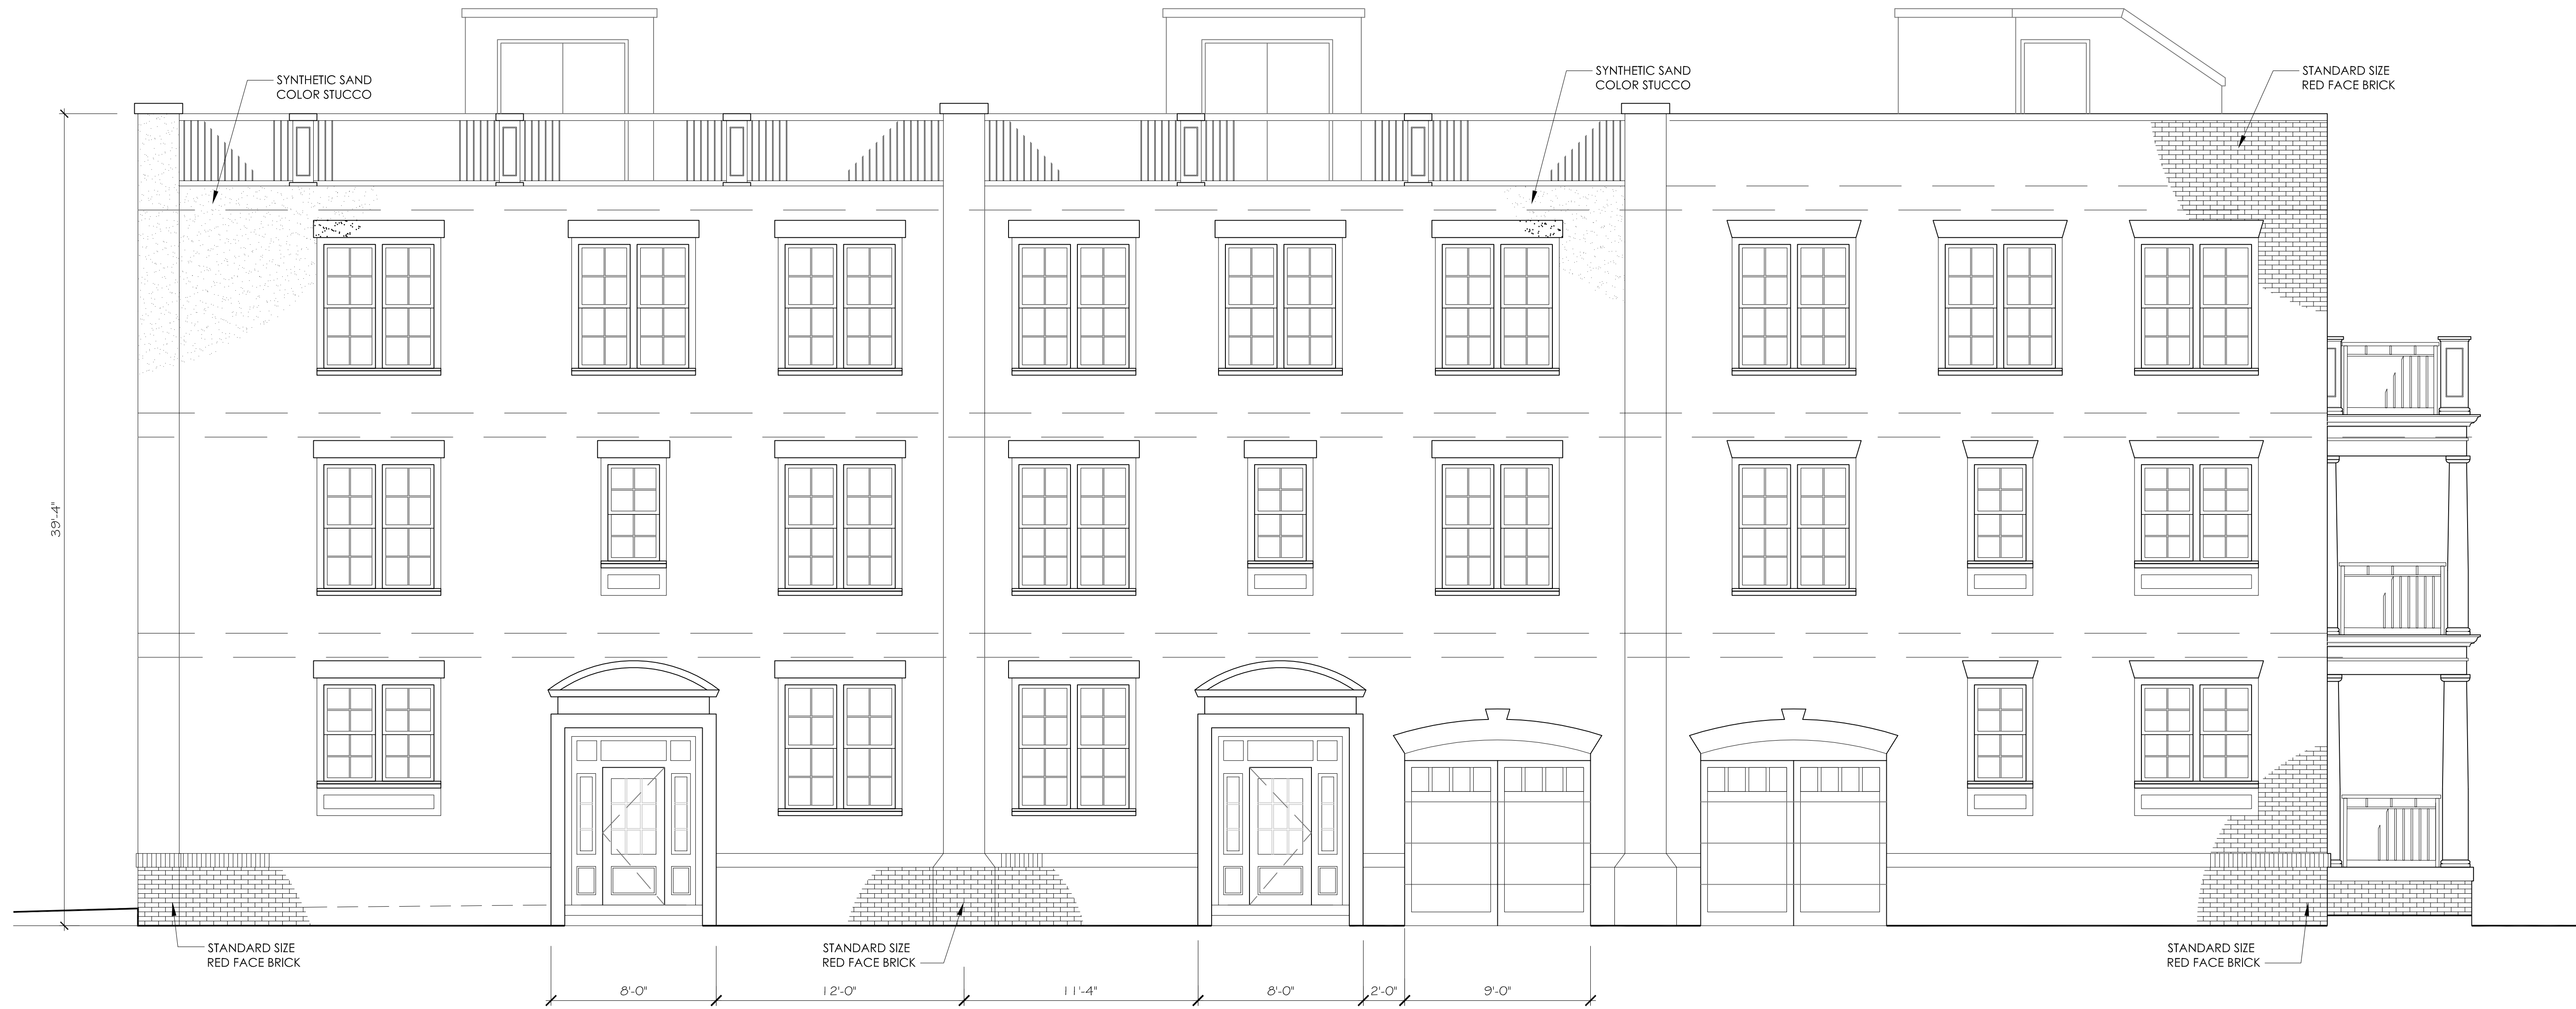 SYNTHETIC SAND
COLOR STUCCO
SYNTHETIC SAND
COLOR STUCCO
STANDARD SIZE
RED FACE BRICK
39'-4"
STANDARD SIZE
RED FACE BRICK
STANDARD SIZE
RED FACE BRICK
STANDARD SIZE
RED FACE BRICK
8'-0"
12'-0"
11'-4"
8'-0"
2'-0"
9'-0"